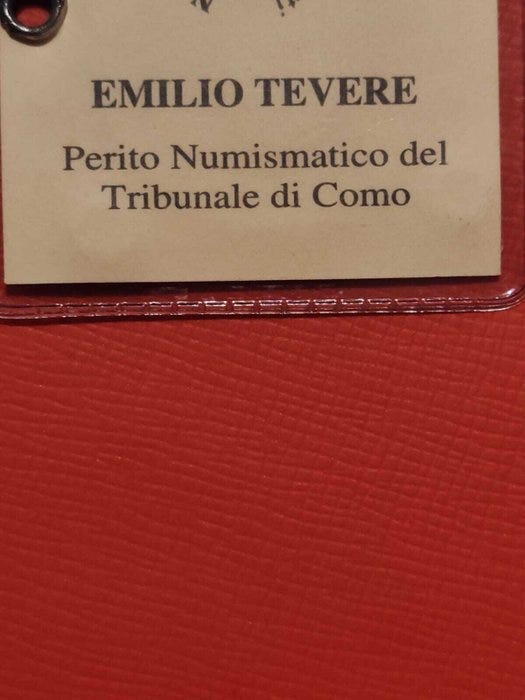 EMILIO TEVERE
Perito Numismatico del
Tribunale di Como